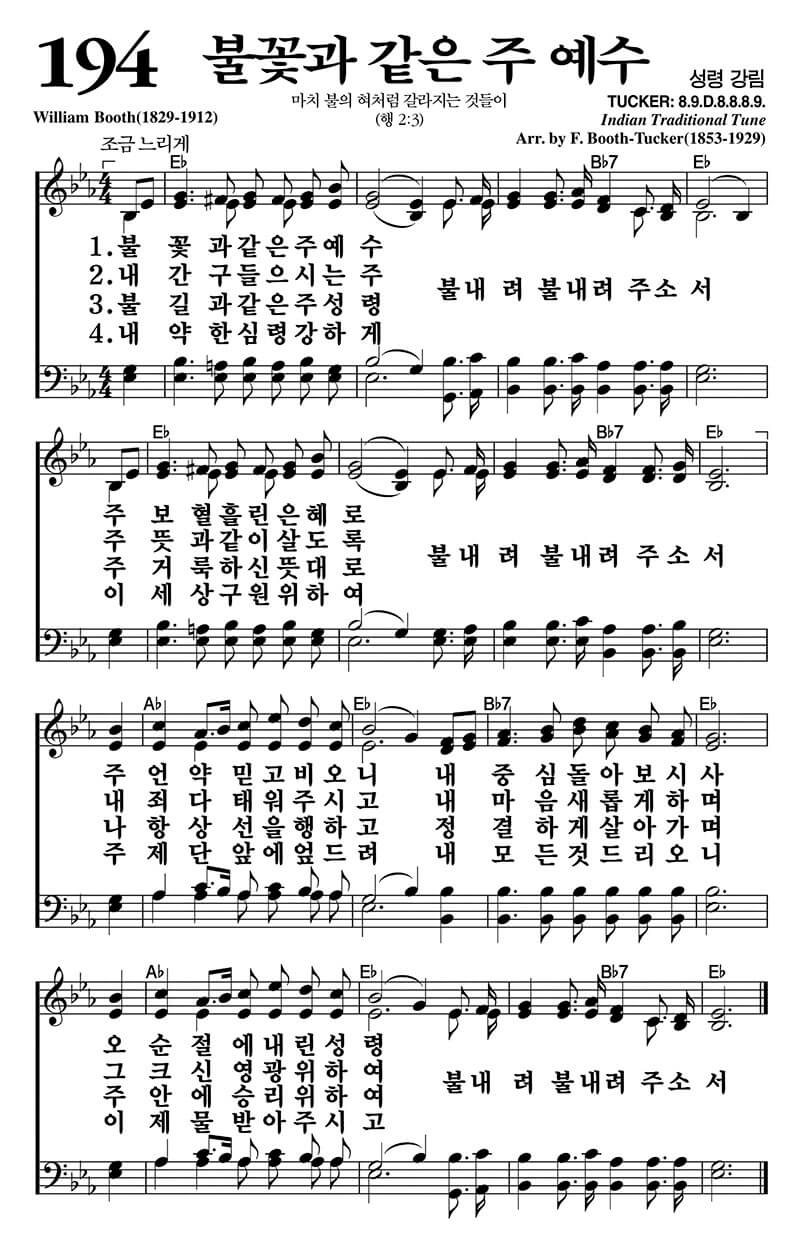 194 불꽃과 같은 주 예수
성령 강림
마치 불의 혀처럼 갈라지는 것들이
(행 2:3)
TUCKER: 8.9.D.8.8.8.9.
William Booth(1829-1912)
Indian Traditional Tune
Arr. by F. Booth-Tucker(1853-1929)
조금 느리게
E♭ B♭7 E♭
4/4
1.불 꽃 과 같은 주 예 수
2.내 간 구들으시는 주
불내 려 불내려 주소 서
3.불 길 과같은주성 령
4.내 약 한심령강하 게
4/4
E♭ B♭7 E♭
주 보 혈흘린은혜 로
주 뜻 과같이살도 록
불내 려 불내려 주소 서
주 거 룩하신뜻대 로
이 세 상구원위하 여
A♭ E♭ B♭7 E♭
주 언 약 믿고비오 니 내 중 심돌아보시사
내 죄 다 태워주시 고 내 마 음새롭게하며
나 항 상 선을행하 고 정 결 하게살아가며
주 제 단 앞에엎드 려 내 모 든것드리오니
A♭ E♭ B♭7 E♭
오 순 절 에내린성 령
그 크 신 영광위하 여
불내 려 불내려 주소 서
주 안 에 승리위하 여
이 제 물 받아주시 고